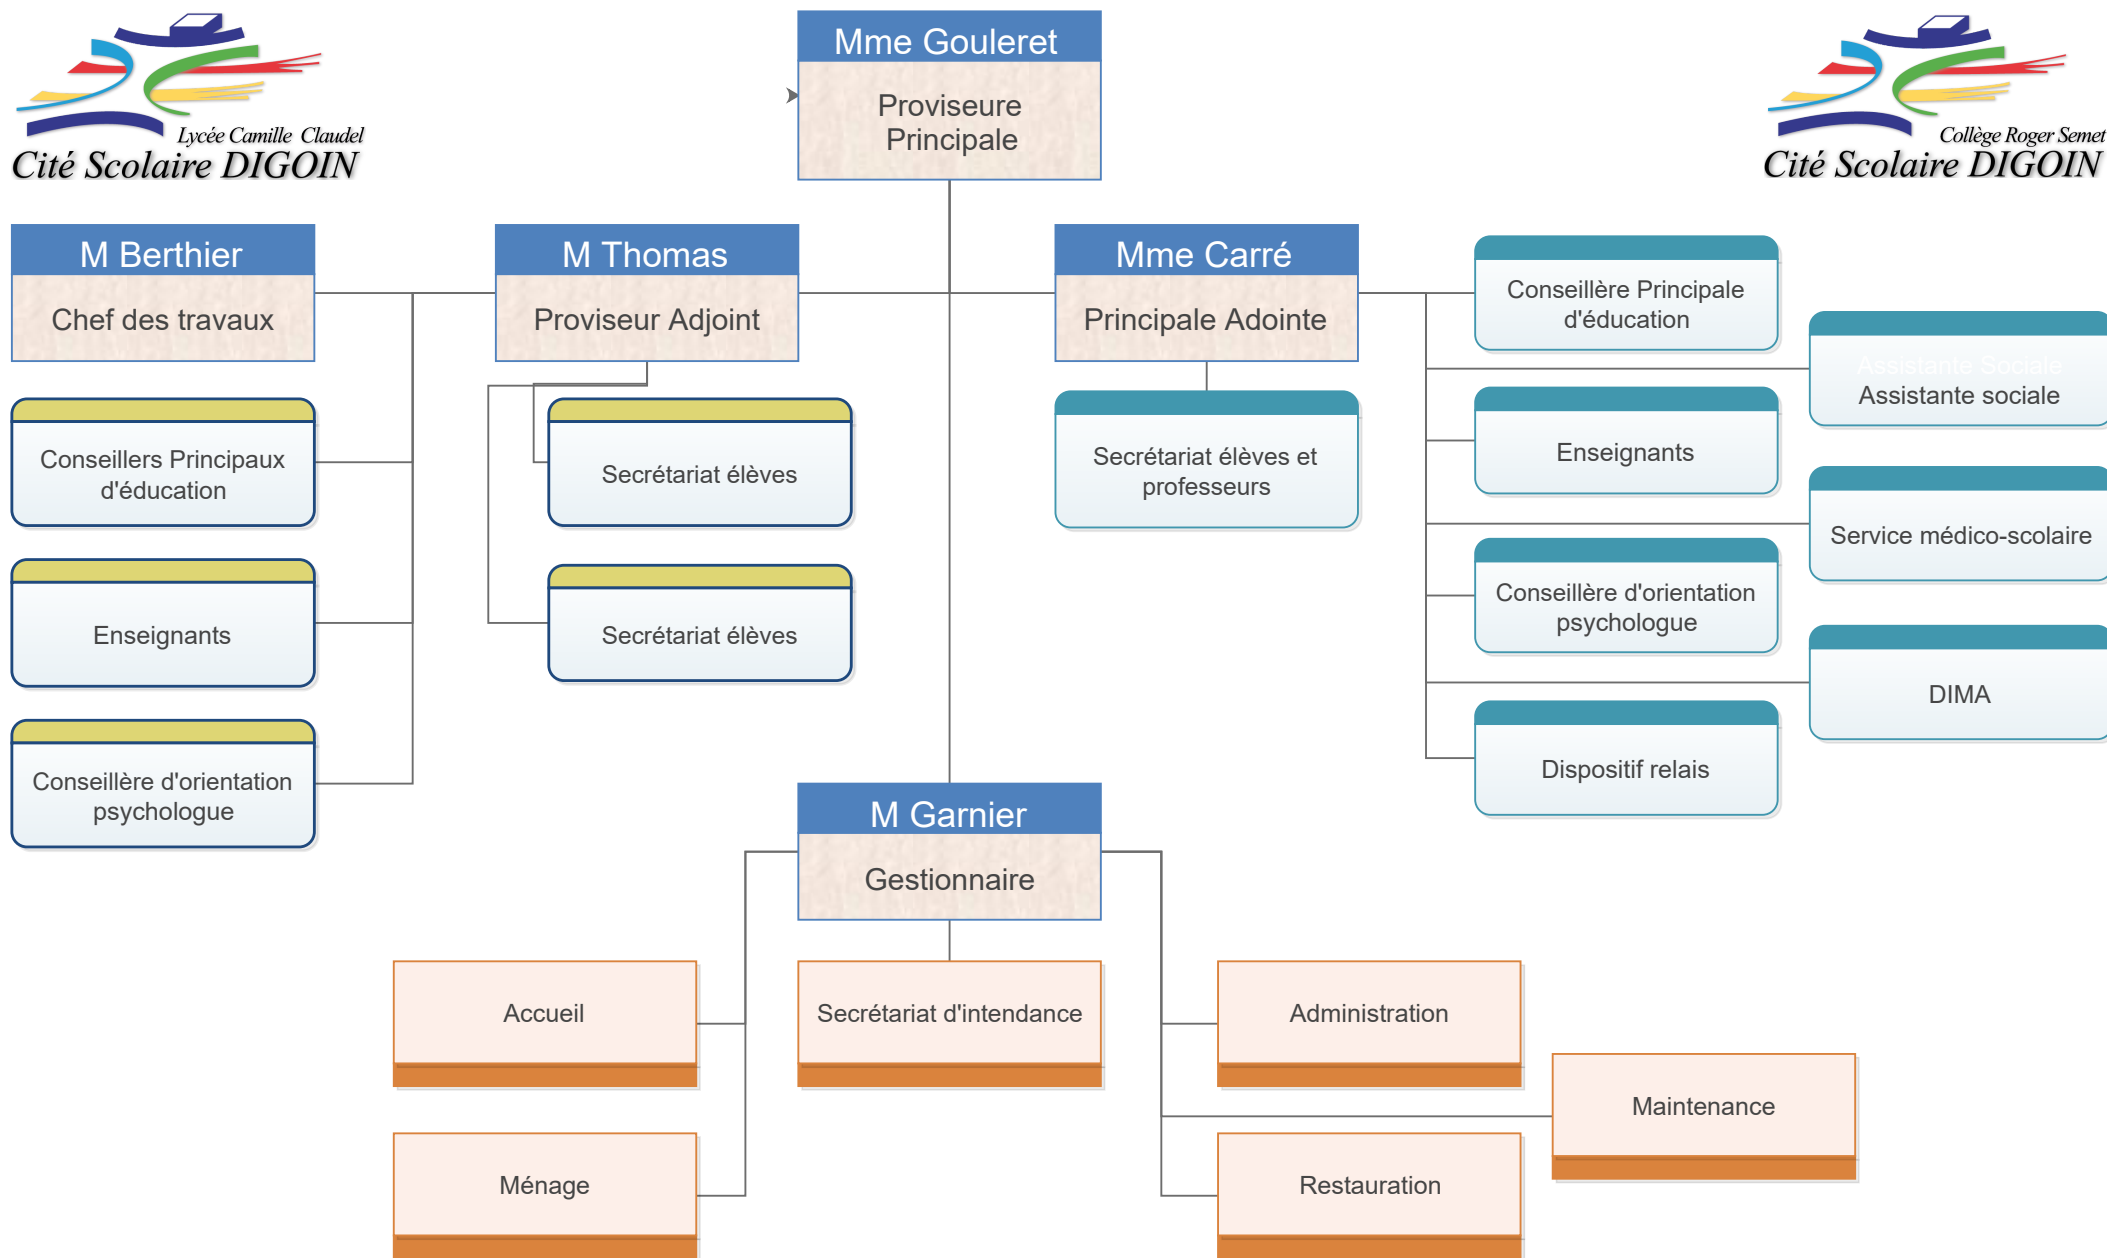 Lycée Camille Claudel
Cité Scolaire DIGOIN
Mme Gouleret
Proviseure
Principale
Collège Roger Semet
Cité Scolaire DIGOIN
M Berthier
Chef des travaux
M Thomas
Proviseur Adjoint
Mme Carré
Principale Adointe
Conseillère Principale
d'éducation
Assistante Sociale
Assistante sociale
Conseillers Principaux
d'éducation
Secrétariat élèves
Secrétariat élèves et
professeurs
Enseignants
Service médico-scolaire
Enseignants
Secrétariat élèves
Conseillère d'orientation
psychologue
DIMA
Conseillère d'orientation
psychologue
Dispositif relais
M Garnier
Gestionnaire
Accueil
Secrétariat d'intendance
Administration
Maintenance
Ménage
Restauration